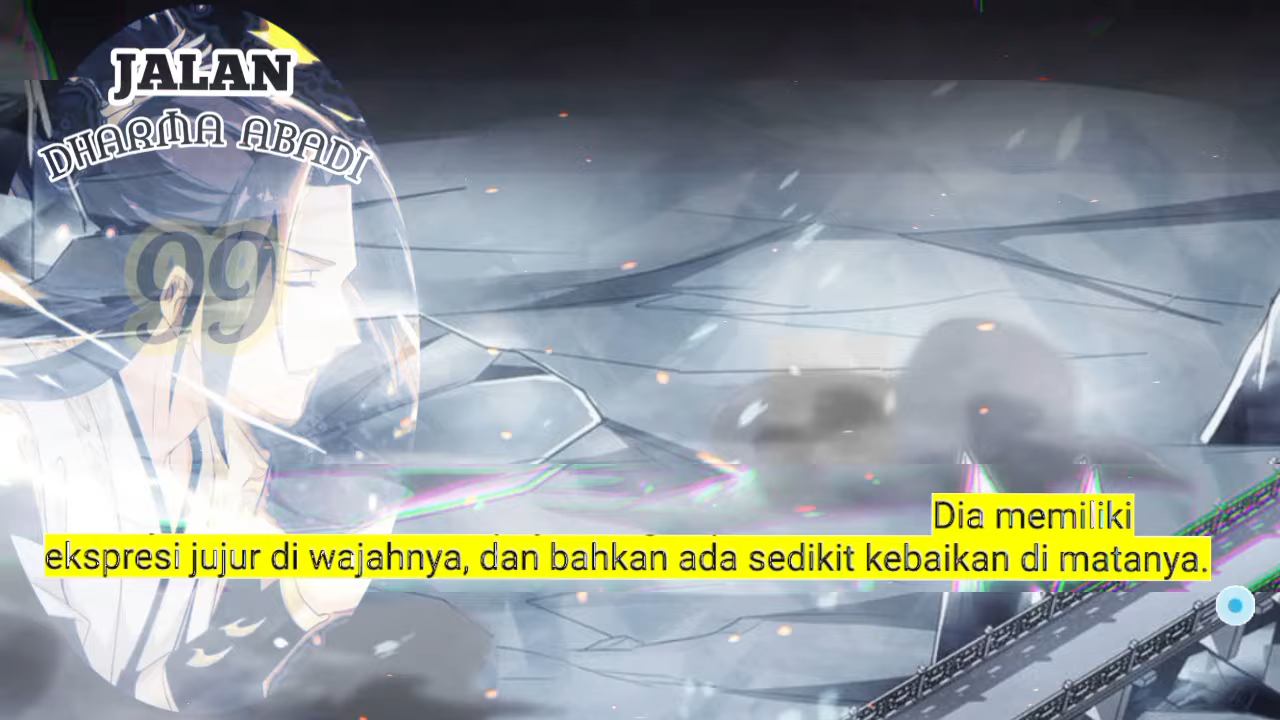 JALAN
DHARMA ABADI
99
Dia memiliki
ekspresi jujur di wajahnya, dan bahkan ada sedikit kebaikan di matanya.